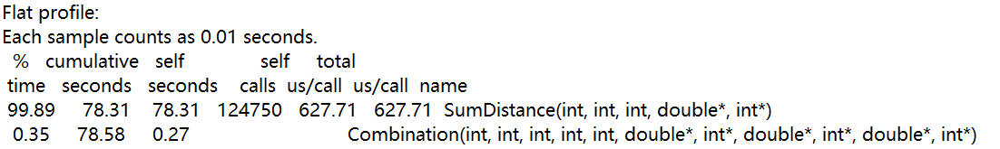 Flat profile:
Each sample counts as 0.01 seconds.
% cumulative self self total
time seconds seconds calls us/call us/call name
99.89 78.31 78.31 124750 627.71 627.71 SumDistance(int, int, int, double*, int*)
0.35 78.58 0.27 Combination(int, int, int, int, int, double*, int*, double*, int*, double*, int*)